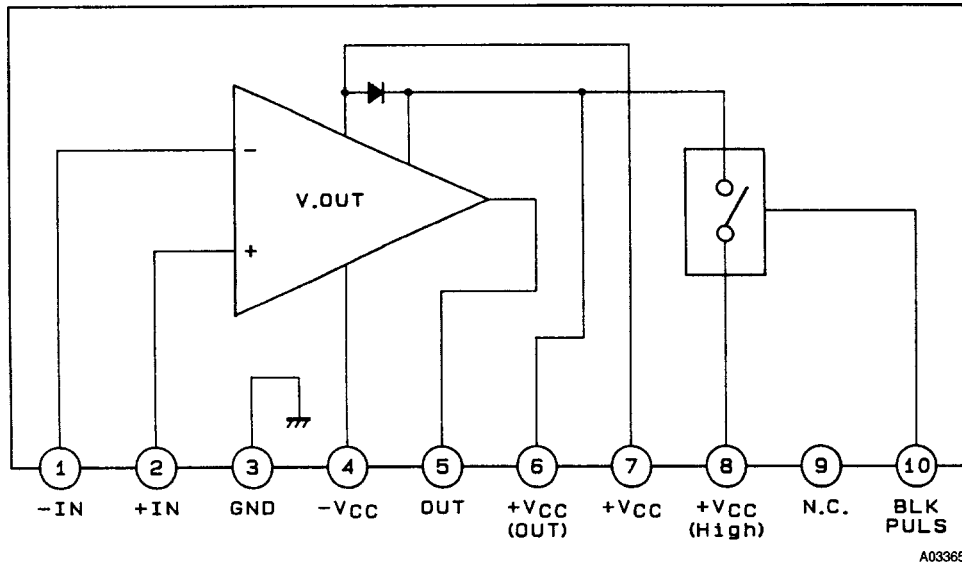 -
V.OUT
+
1 2 3 4 5 6 7 8 9 10
-IN +IN GND -VCC OUT +VCC (OUT) +VCC +VCC (High) N.C. BLK PULS
A03365